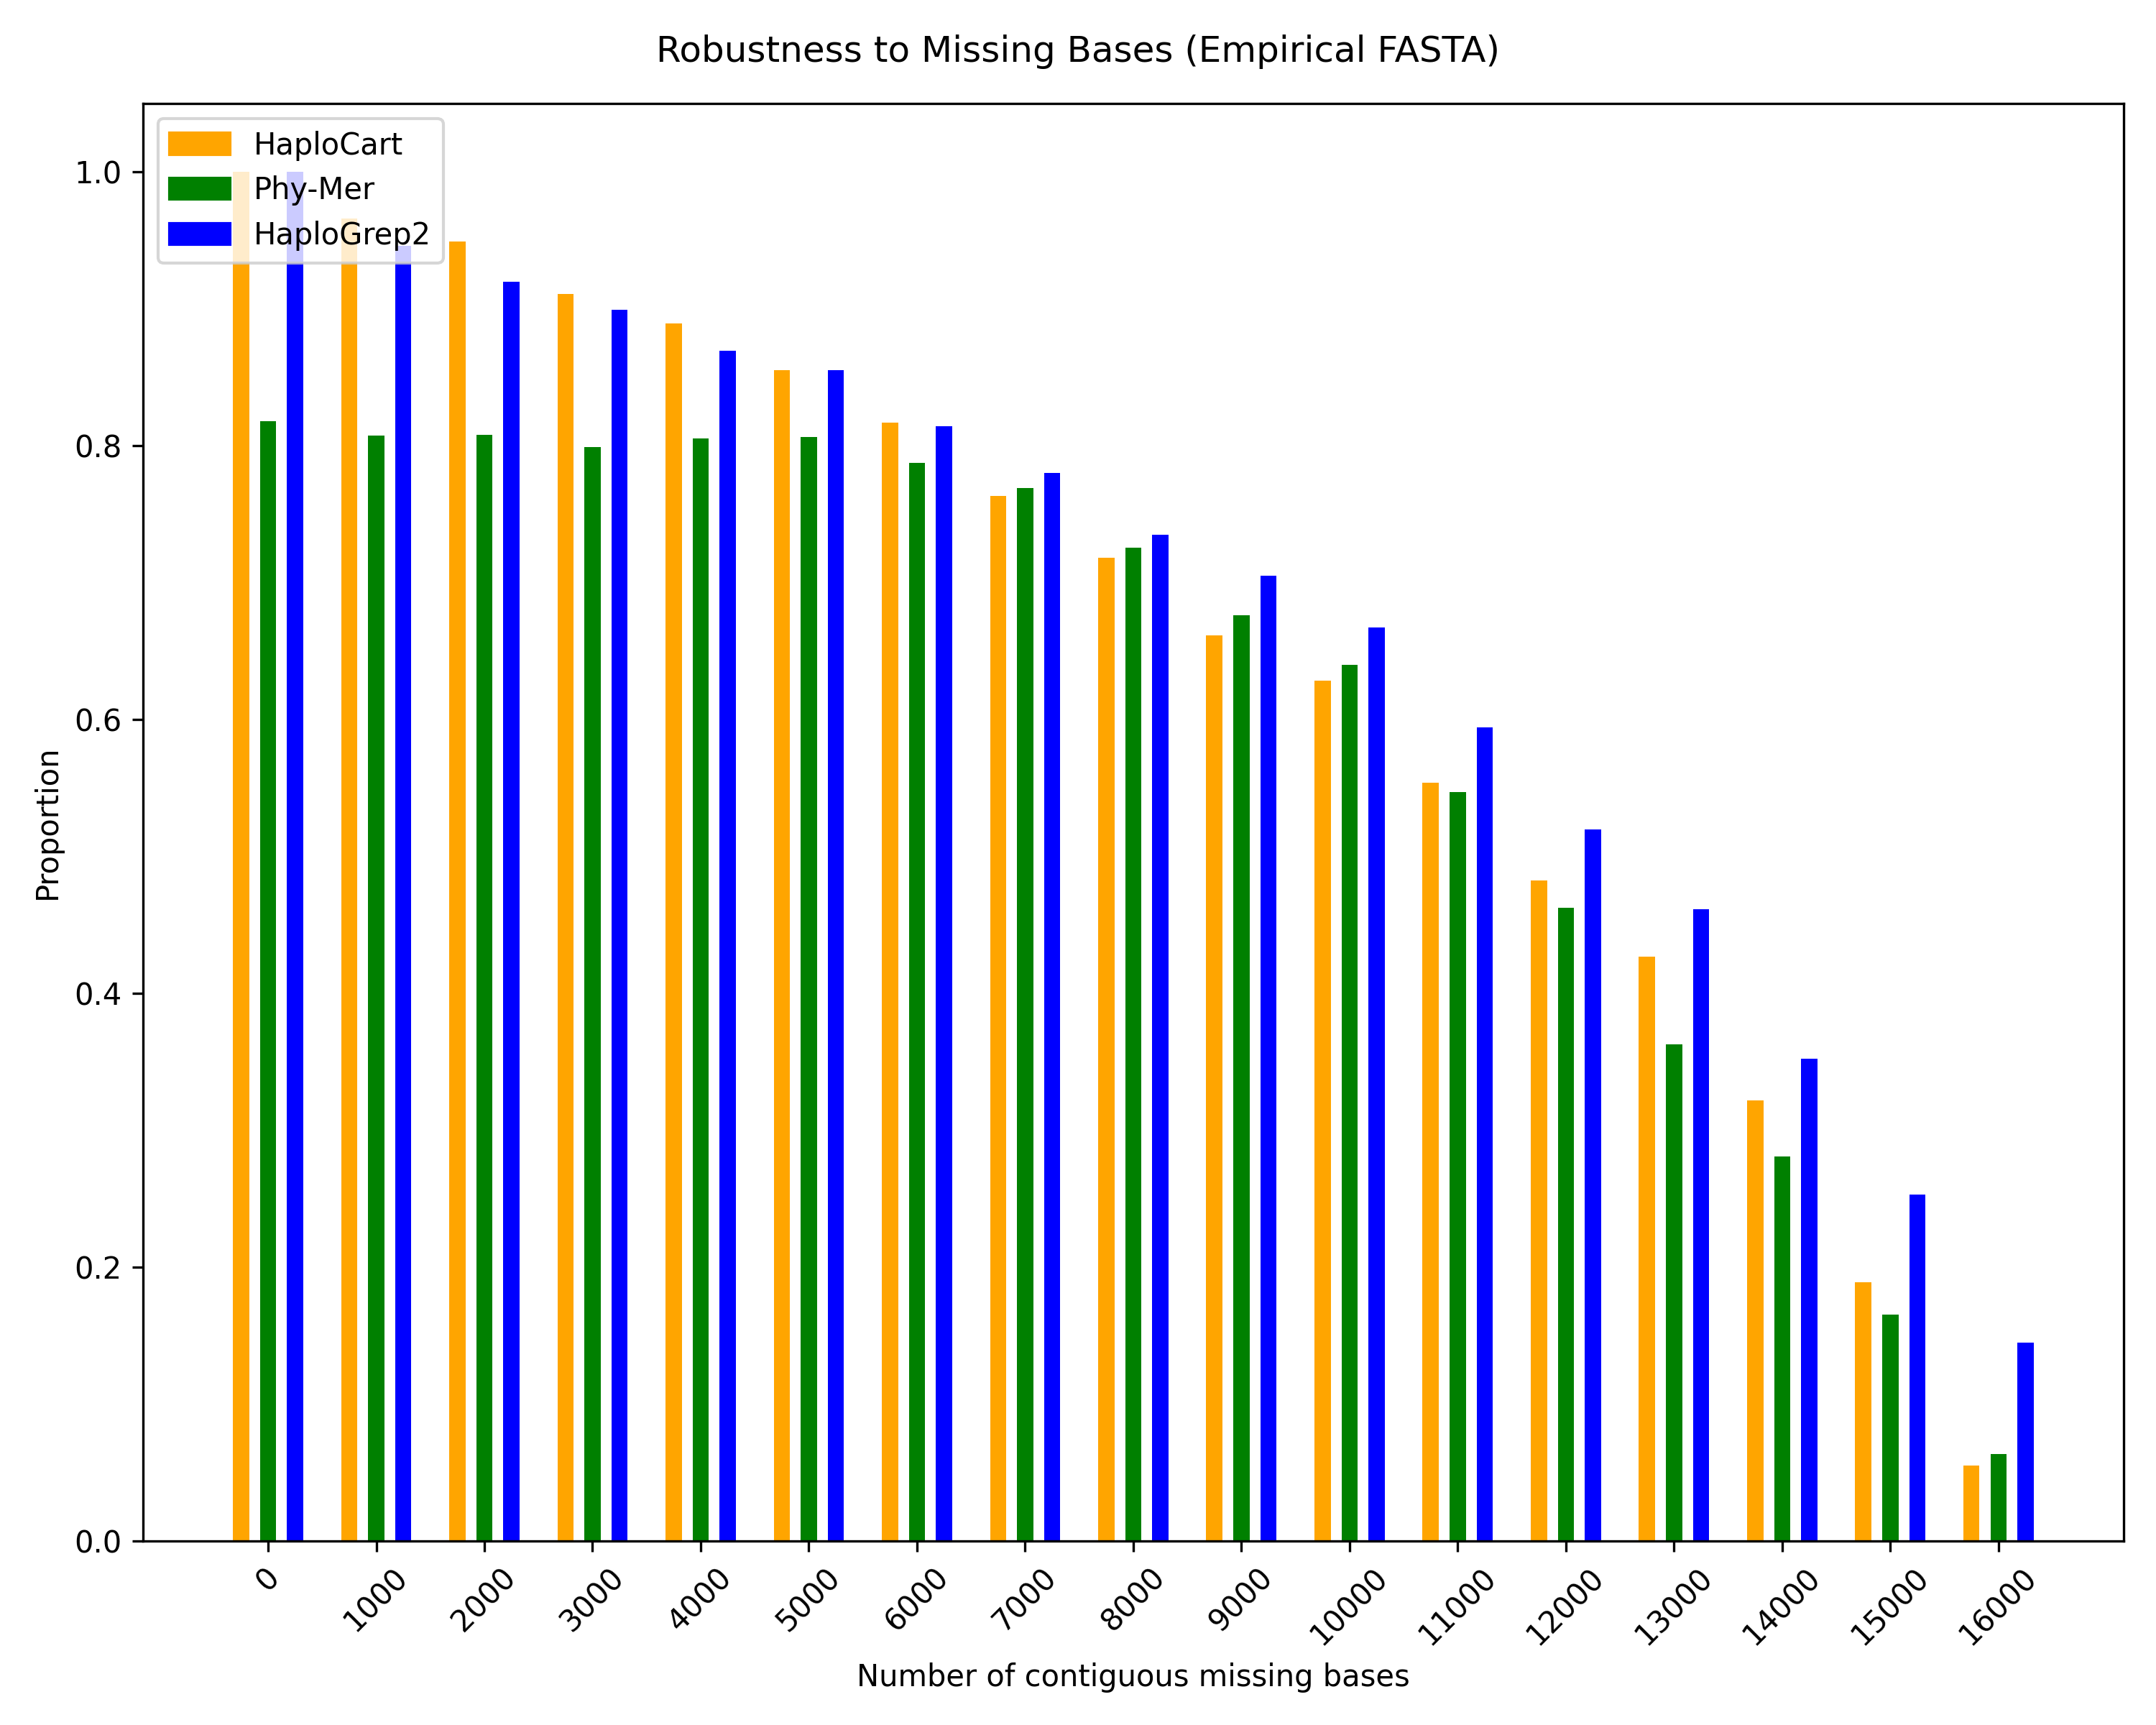 Robustness to Missing Bases (Empirical FASTA)
HaploCart
Phy-Mer
HaploGrep2
1.0
0.8
0.6
0.4
0.2
0.0
Proportion
0 1000 2000 3000 4000 5000 6000 7000 8000 9000 10000 11000 12000 13000 14000 15000 16000
Number of contiguous missing bases